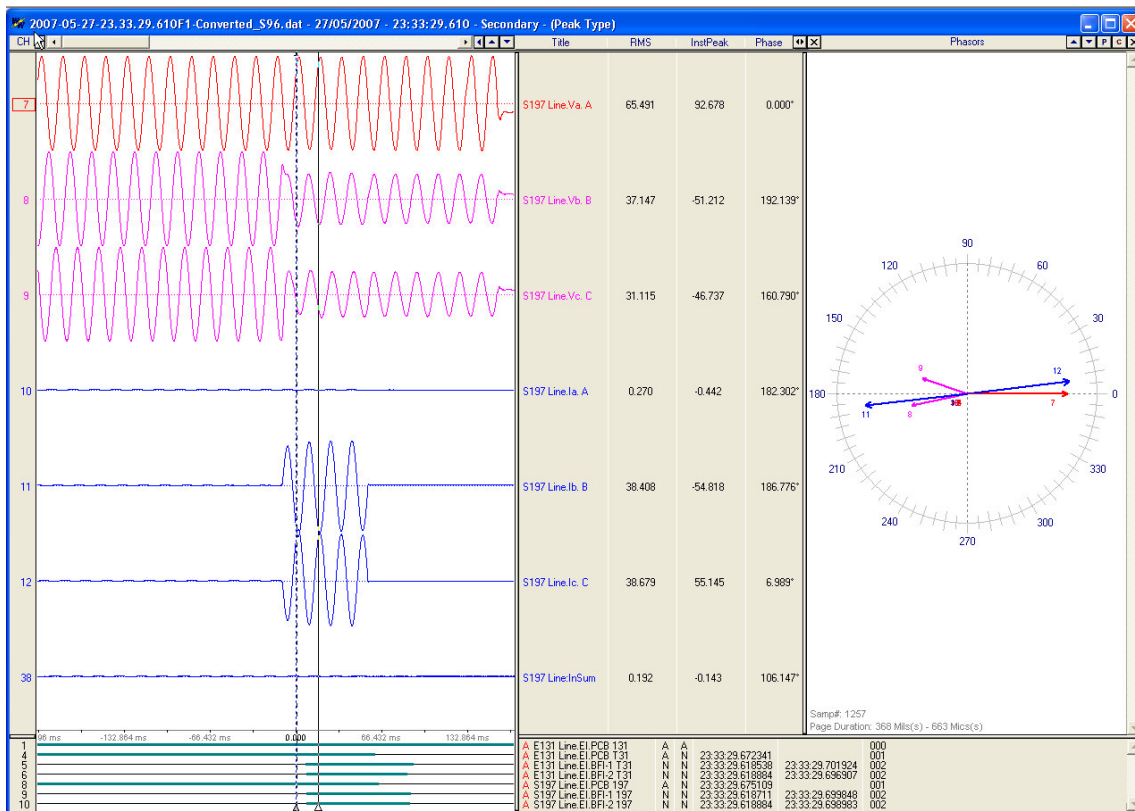 2007-05-27-23.33.29.610F1-Converted_S96.dat - 27/05/2007 - 23:33:29.610 - Secondary - (Peak Type)
CH Title RMS InstPeak Phase Phasors P C
7 S197 Line.Va. A 65.491 92.678 0.000°
8 S197 Line.Vb. B 37.147 -51.212 192.139°
9 S197 Line.Vc. C 31.115 -46.737 160.790°
10 S197 Line.Ia. A 0.270 -0.442 182.302°
11 S197 Line.Ib. B 38.408 -54.818 186.776°
12 S197 Line.Ic. C 38.679 55.145 6.989°
38 S197 Line:InSum 0.192 -0.143 106.147°
90
120 60
150 30
9 12
180 0
11 8 7
210 330
240 300
270
Samp#: 1257
Page Duration: 368 Mils(s) - 663 Mics(s)
96 ms -132.864 ms -66.432 ms 0.000 66.432 ms 132.864 ms
1 A E131 Line.EI.PCB 131 A A 000
4 A E131 Line.EI.PCB T31 A N 23:33:29.672341 001
5 A E131 Line.EI.BFI-1 T31 N N 23:33:29.618538 23:33:29.701924 002
6 A E131 Line.EI.BFI-2 T31 N N 23:33:29.618884 23:33:29.696907 002
8 A S197 Line.EI.PCB 197 A N 23:33:29.675109 001
9 A S197 Line.EI.BFI-1 197 N N 23:33:29.618711 23:33:29.699848 002
10 A S197 Line.EI.BFI-2 197 N N 23:33:29.618884 23:33:29.698983 002